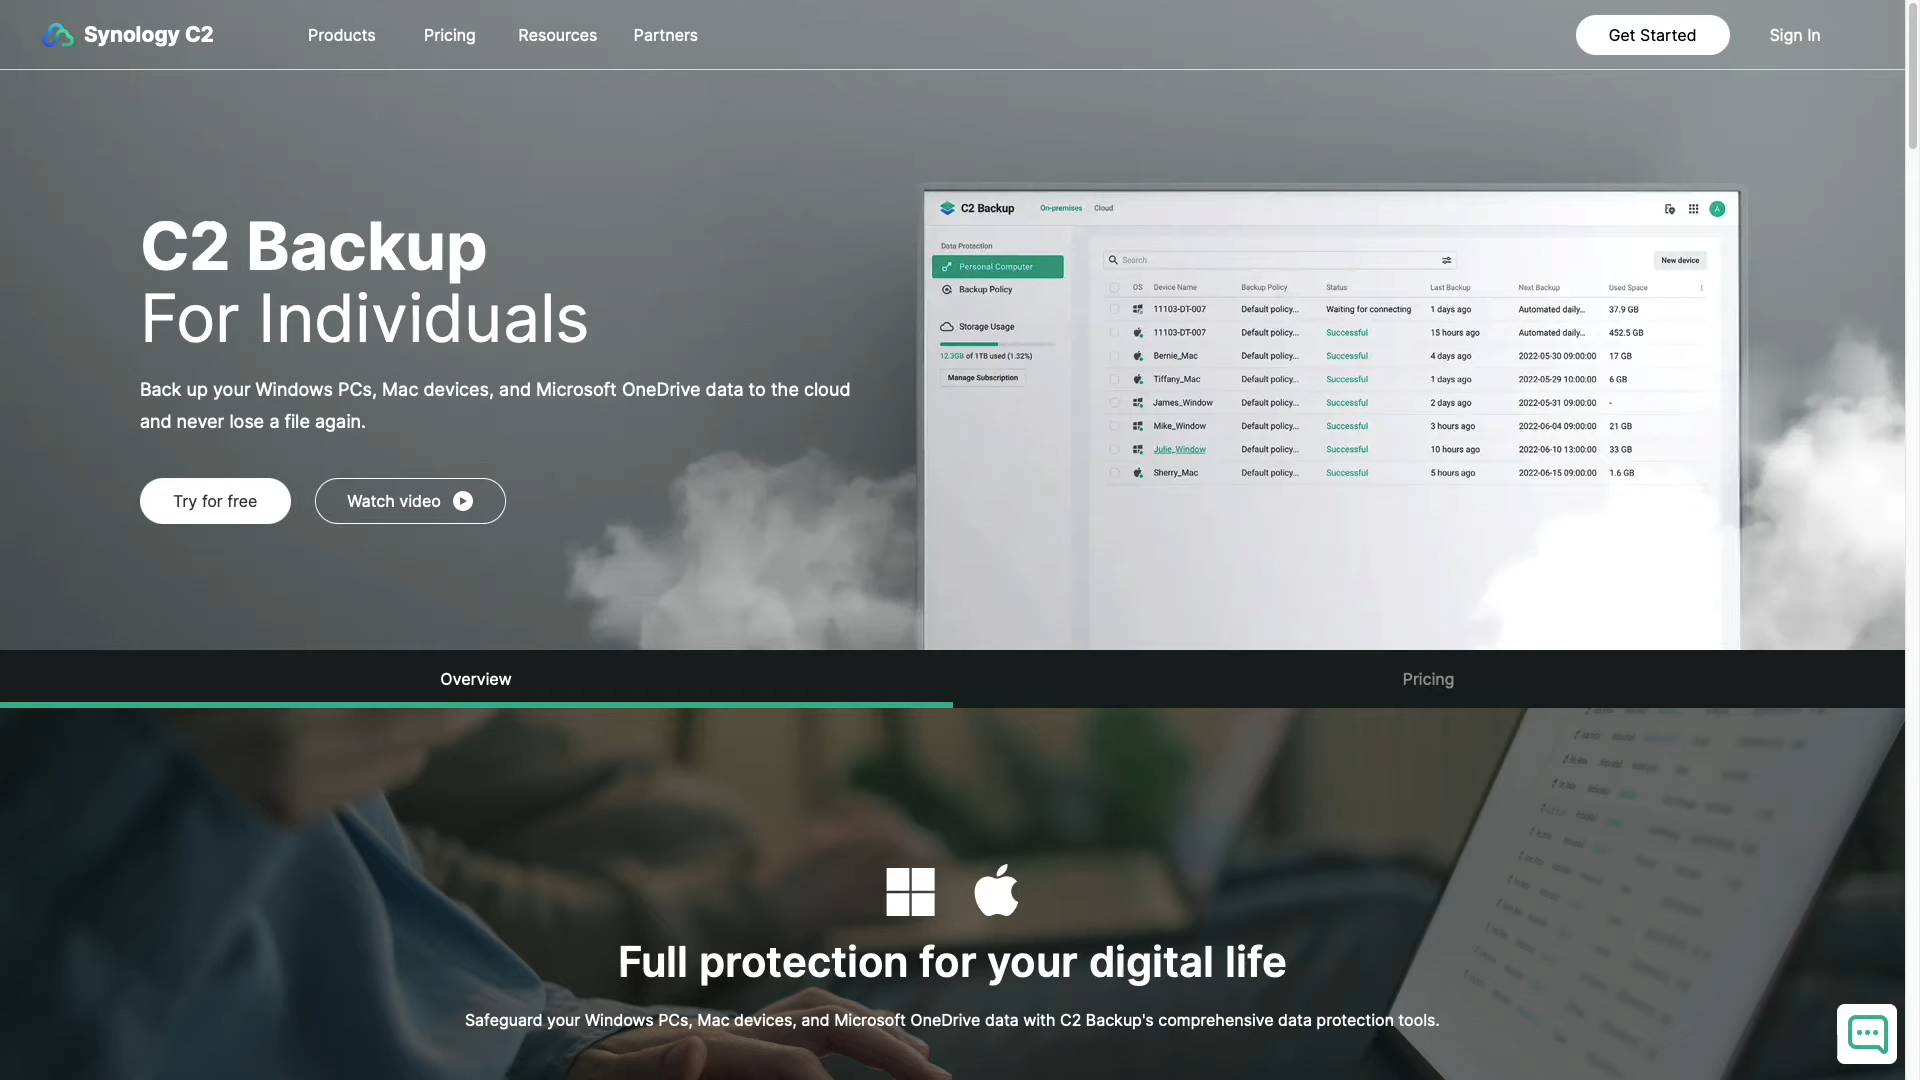 Synology C2
Products
Pricing
Resources
Partners
Get Started
Sign In
C2 Backup
For Individuals
Back up your Windows PCs, Mac devices, and Microsoft OneDrive data to the cloud
and never lose a file again.
Try for free
Watch video
C2 Backup
On-premises
Cloud
A
Data Protection
Personal Computer
Backup Policy
Storage Usage
12.3GB of 1TB used (1.32%)
Manage Subscription
Search
New device
OS Device Name Backup Policy Status Last Backup Next Backup Used Space
11103-DT-007 Default policy... Waiting for connecting 1 days ago Automated daily... 37.9 GB
11103-DT-007 Default policy... Successful 15 hours ago Automated daily... 452.5 GB
Bernie_Mac Default policy... Successful 4 days ago 2022-05-30 09:00:00 17 GB
Tiffany_Mac Default policy... Successful 1 days ago 2022-05-29 10:00:00 6 GB
James_Window Default policy... Successful 2 days ago 2022-05-31 09:00:00 -
Mike_Window Default policy... Successful 3 hours ago 2022-06-04 09:00:00 21 GB
Julie_Window Default policy... Successful 10 hours ago 2022-06-10 13:00:00 33 GB
Sherry_Mac Default policy... Successful 5 hours ago 2022-06-15 09:00:00 1.6 GB
Overview
Pricing
Full protection for your digital life
Safeguard your Windows PCs, Mac devices, and Microsoft OneDrive data with C2 Backup's comprehensive data protection tools.